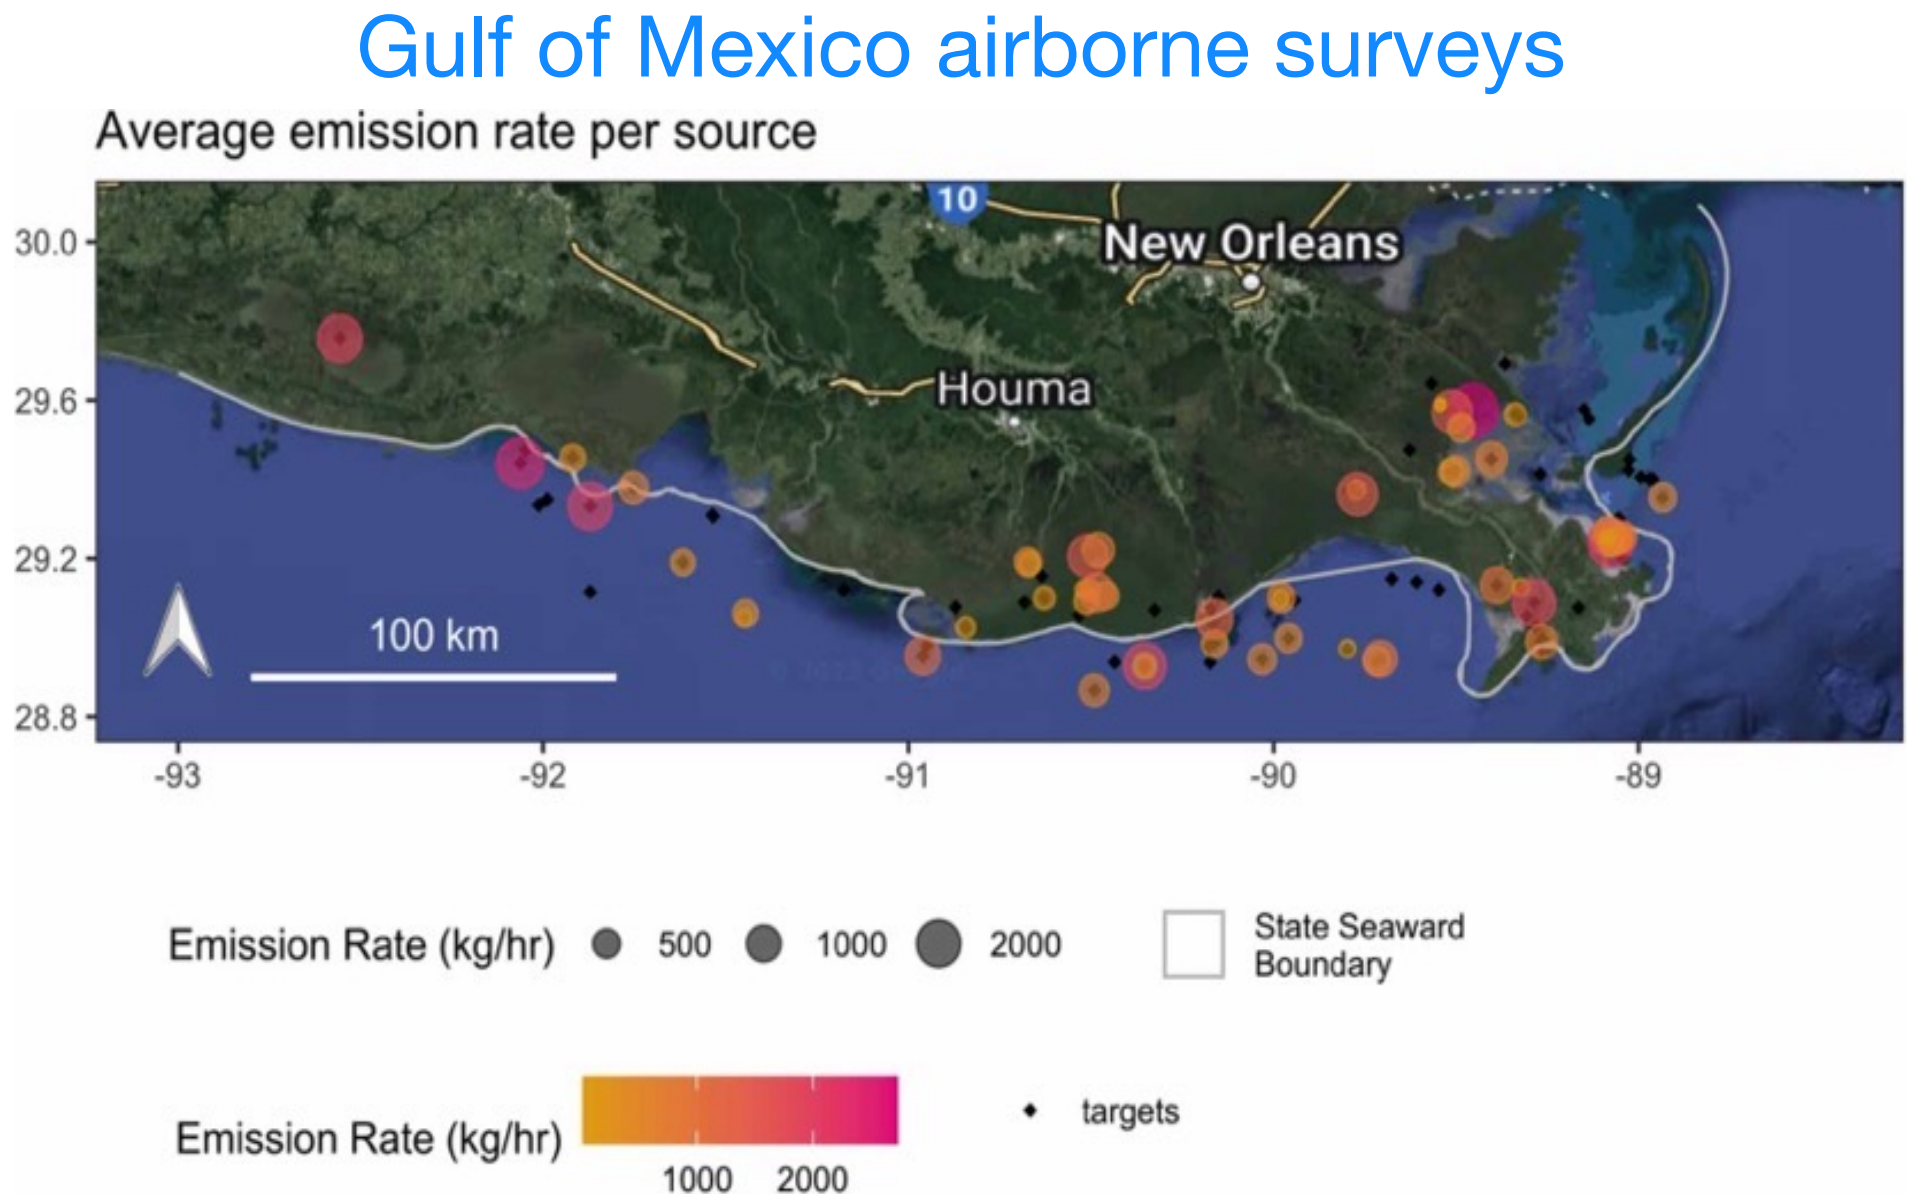 Gulf of Mexico airborne surveys
Average emission rate per source
10
New Orleans
30.0
29.6
Houma
29.2
100 km
28.8
-93 -92 -91 -90 -89
Emission Rate (kg/hr) 500 1000 2000
State Seaward
Boundary
Emission Rate (kg/hr)
1000 2000
targets